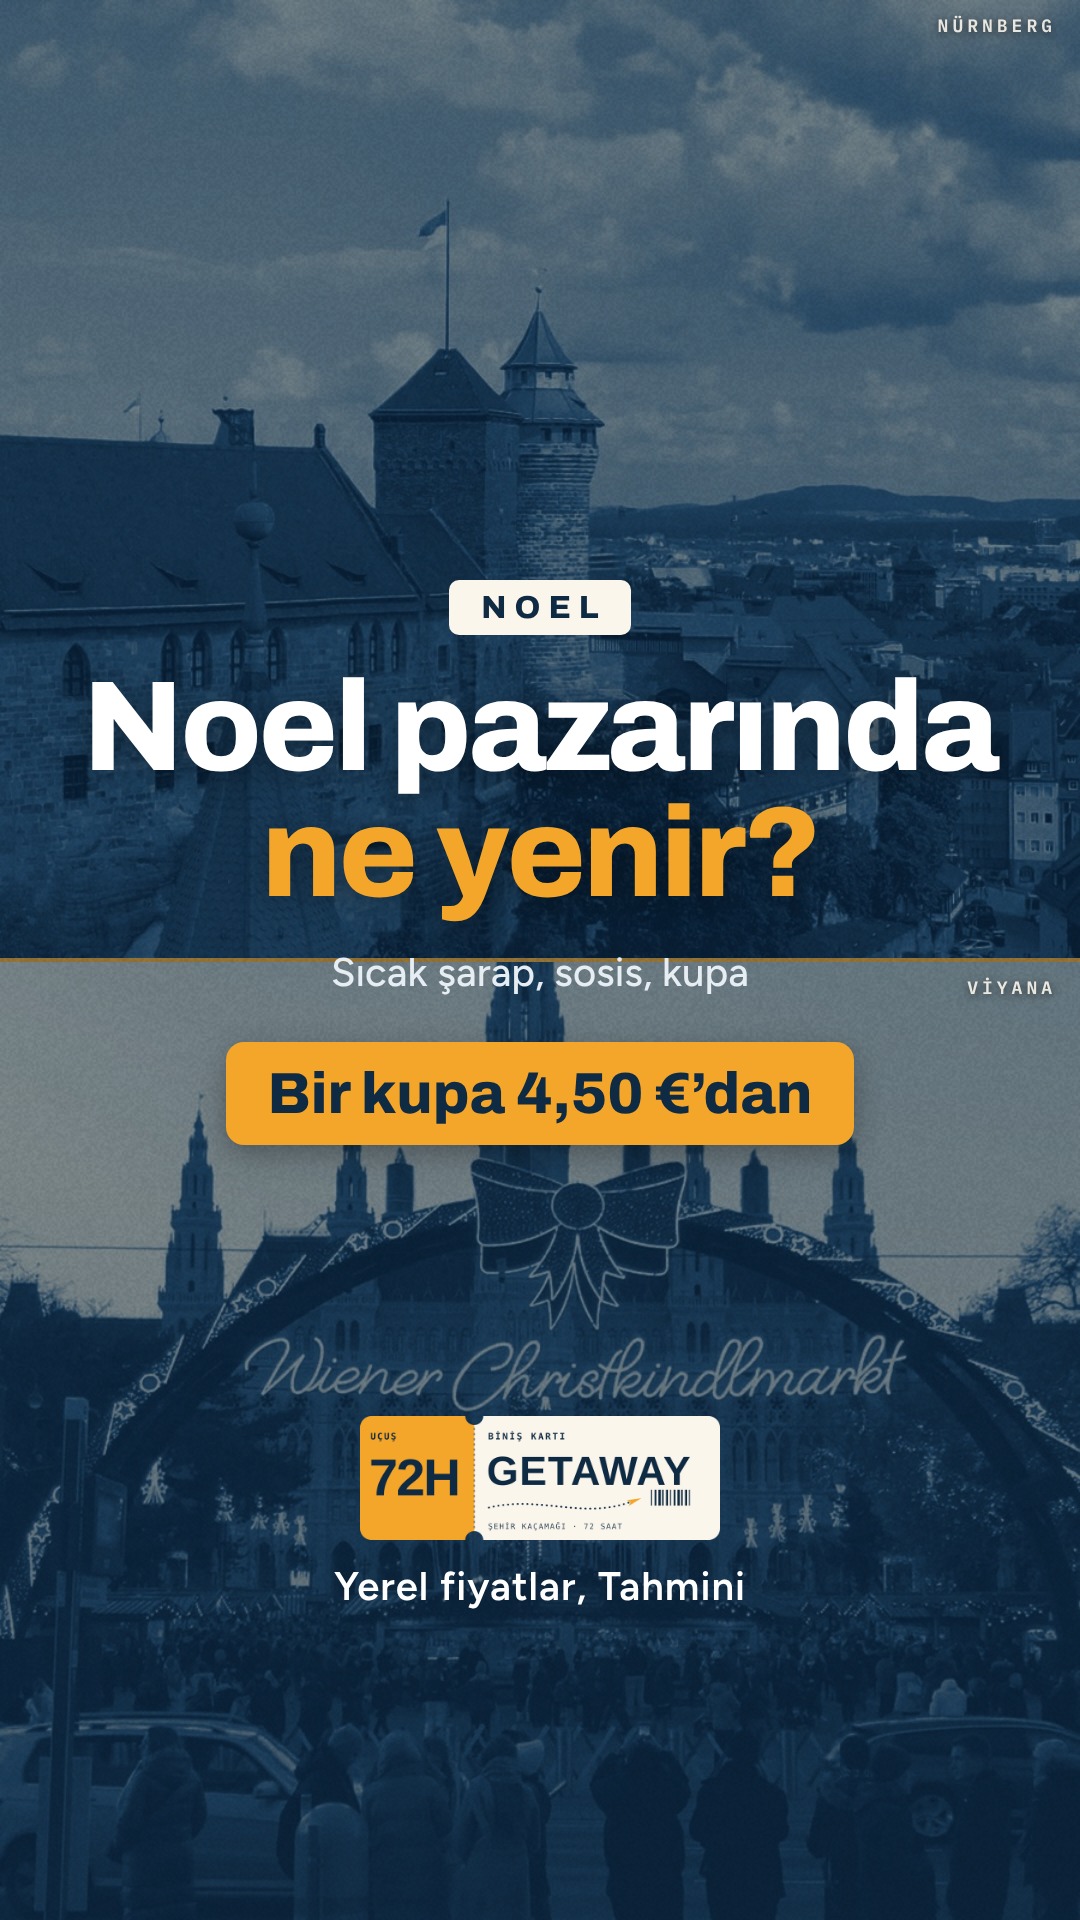 NÜRNBERG
NOEL
Noel pazarında
ne yenir?
Sıcak şarap, sosis, kupa
VİYANA
Bir kupa 4,50 €’dan
Wiener Christkindlmarkt
UÇUŞ
72H
BİNİŞ KARTI
GETAWAY
ŞEHİR KAÇAMAĞI · 72 SAAT
Yerel fiyatlar, Tahmini